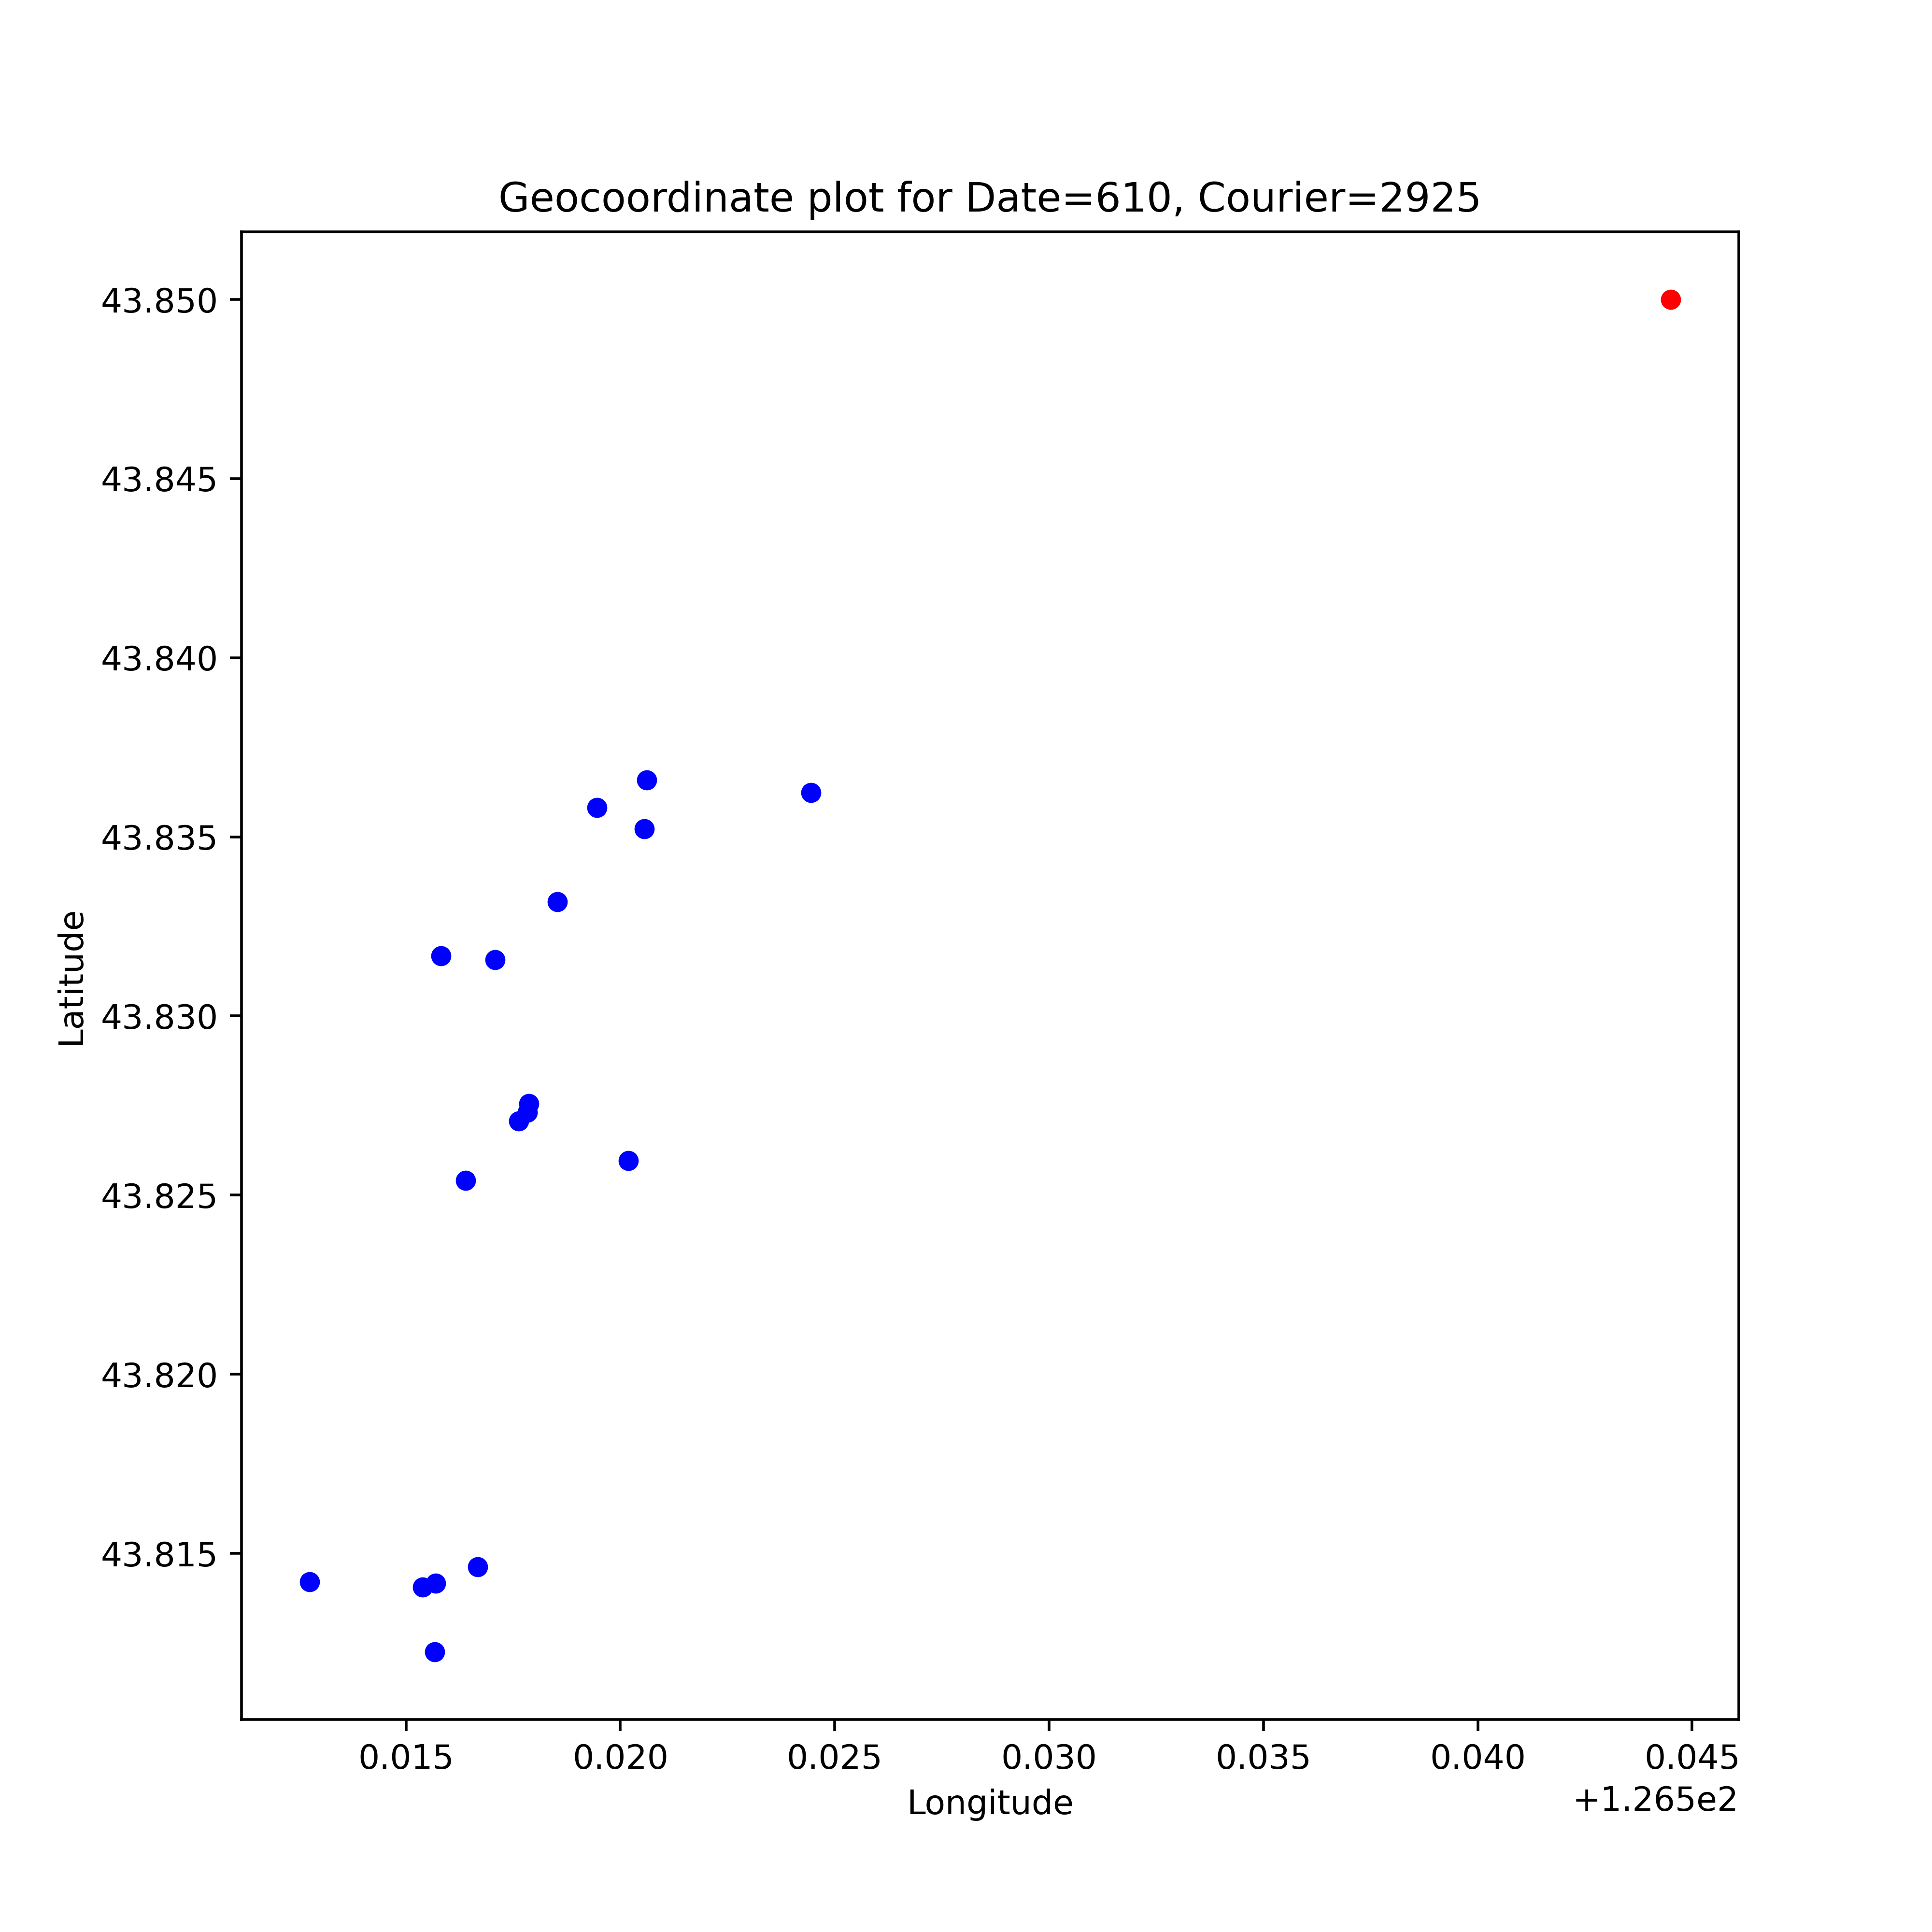 Geocoordinate plot for Date=610, Courier=2925
43.850
43.845
43.840
43.835
43.830
43.825
43.820
43.815
Latitude
0.015 0.020 0.025 0.030 0.035 0.040 0.045
Longitude
+1.265e2